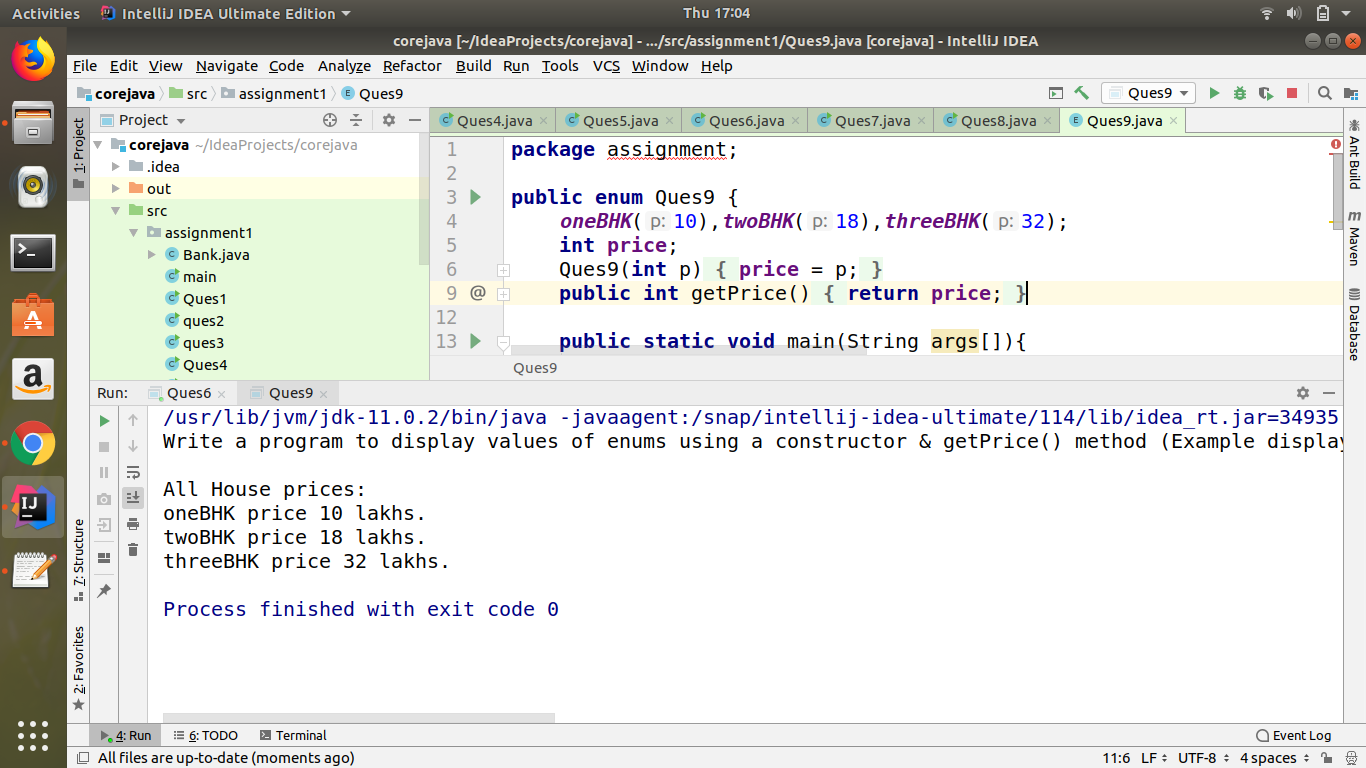 Activities IntelliJ IDEA Ultimate Edition Thu 17:04
corejava [~/IdeaProjects/corejava] - .../src/assignment1/Ques9.java [corejava] - IntelliJ IDEA
File Edit View Navigate Code Analyze Refactor Build Run Tools VCS Window Help
corejava src assignment1 Ques9 Ques9
1: Project
Project
corejava ~/IdeaProjects/corejava
.idea
out
src
assignment1
Bank.java
main
Ques1
ques2
ques3
Ques4
Ques4.java Ques5.java Ques6.java Ques7.java Ques8.java Ques9.java
1 package assignment;
2
3 public enum Ques9 {
4 oneBHK( p: 10),twoBHK( p: 18),threeBHK( p: 32);
5 int price;
6 Ques9(int p) { price = p; }
9 @ public int getPrice() { return price; }
12
13 public static void main(String args[]){
Ques9
Ant Build
Maven
Database
Run: Ques6 Ques9
/usr/lib/jvm/jdk-11.0.2/bin/java -javaagent:/snap/intellij-idea-ultimate/114/lib/idea_rt.jar=34935
Write a program to display values of enums using a constructor & getPrice() method (Example display
All House prices:
oneBHK price 10 lakhs.
twoBHK price 18 lakhs.
threeBHK price 32 lakhs.
Process finished with exit code 0
7: Structure
2: Favorites
4: Run 6: TODO Terminal Event Log
All files are up-to-date (moments ago) 11:6 LF UTF-8 4 spaces